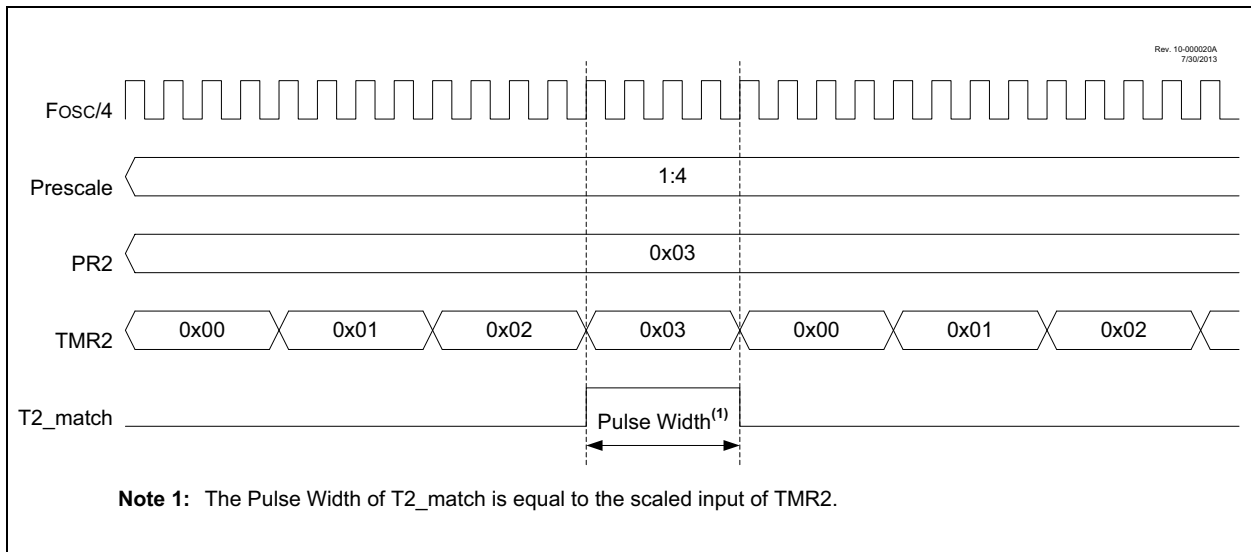 Rev. 10-000020A
7/30/2013
FOSC/4
Prescale
1:4
PR2
0x03
TMR2
0x00
0x01
0x02
0x03
0x00
0x01
0x02
T2_match
Pulse Width(1)
Note 1: The Pulse Width of T2_match is equal to the scaled input of TMR2.